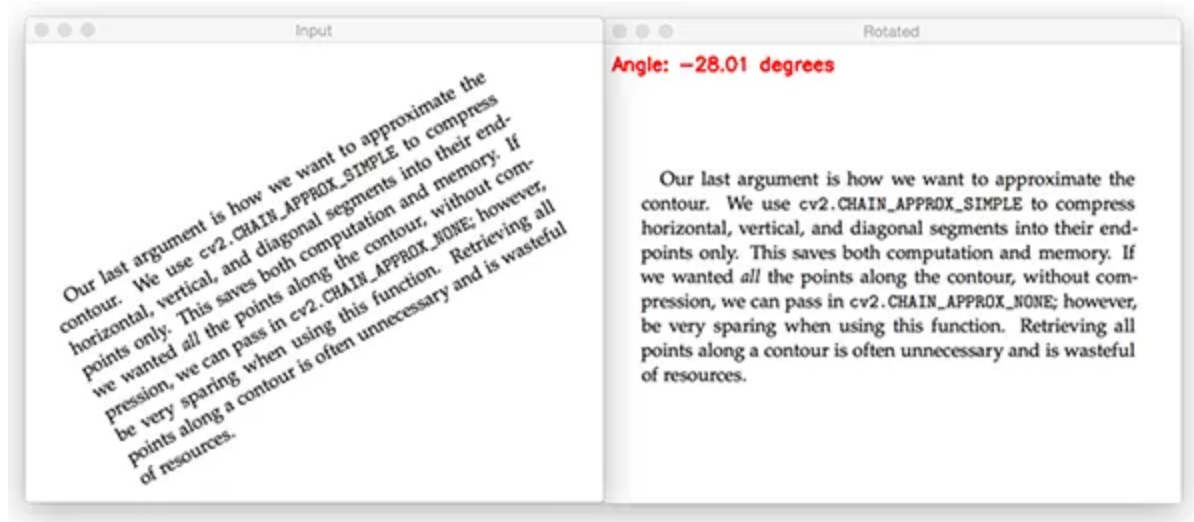 Input
Our last argument is how we want to approximate the
contour. We use cv2.CHAIN_APPROX_SIMPLE to compress
horizontal, vertical, and diagonal segments into their end-
points only. This saves both computation and memory. If
we wanted all the points along the contour, without com-
pression, we can pass in cv2.CHAIN_APPROX_NONE; however,
be very sparing when using this function. Retrieving all
points along a contour is often unnecessary and is wasteful
of resources.
Rotated
Angle: -28.01 degrees
Our last argument is how we want to approximate the
contour. We use cv2.CHAIN_APPROX_SIMPLE to compress
horizontal, vertical, and diagonal segments into their end-
points only. This saves both computation and memory. If
we wanted all the points along the contour, without com-
pression, we can pass in cv2.CHAIN_APPROX_NONE; however,
be very sparing when using this function. Retrieving all
points along a contour is often unnecessary and is wasteful
of resources.